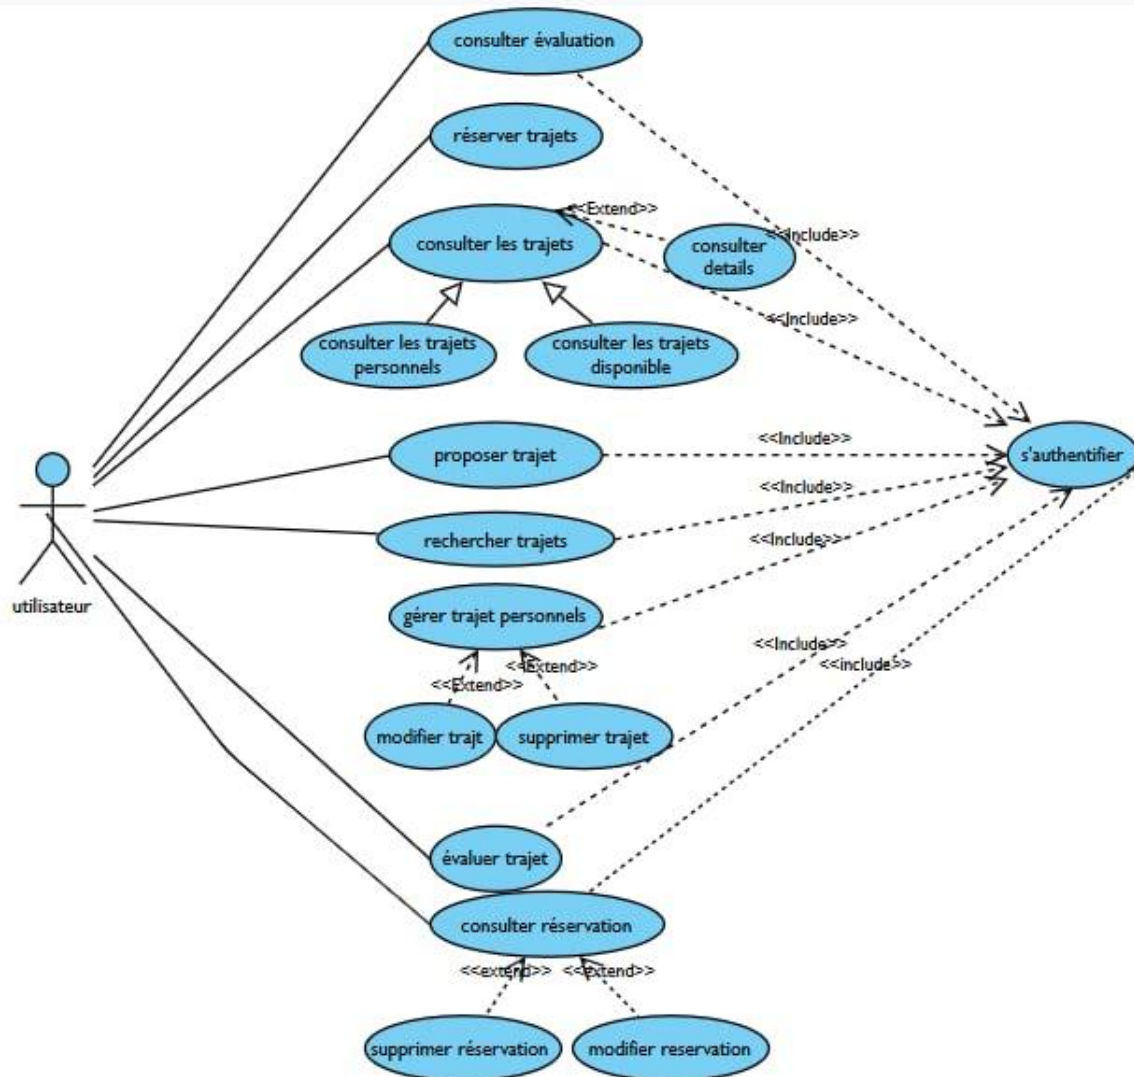 consulter évaluation
réserver trajets
<<Extend>>
consulter les trajets
consulter
details
<<Include>>
<<Include>>
consulter les trajets
personnels
consulter les trajets
disponible
<<Include>>
proposer trajet
s'authentifier
<<Include>>
rechercher trajets
<<Include>>
utilisateur
gérer trajet personnels
<<Include>>
<<Extend>>
<<include>>
<<Extend>>
modifier trajt
supprimer trajet
évaluer trajet
consulter réservation
<<extend>>
<<extend>>
supprimer réservation
modifier reservation